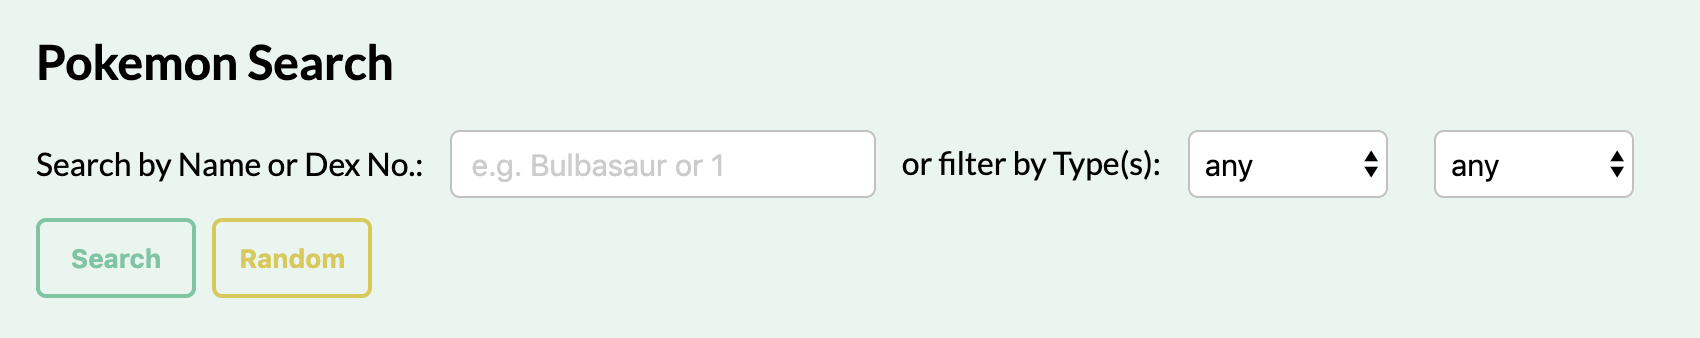 Pokemon Search
Search by Name or Dex No.: e.g. Bulbasaur or 1 or filter by Type(s): any any
Search Random